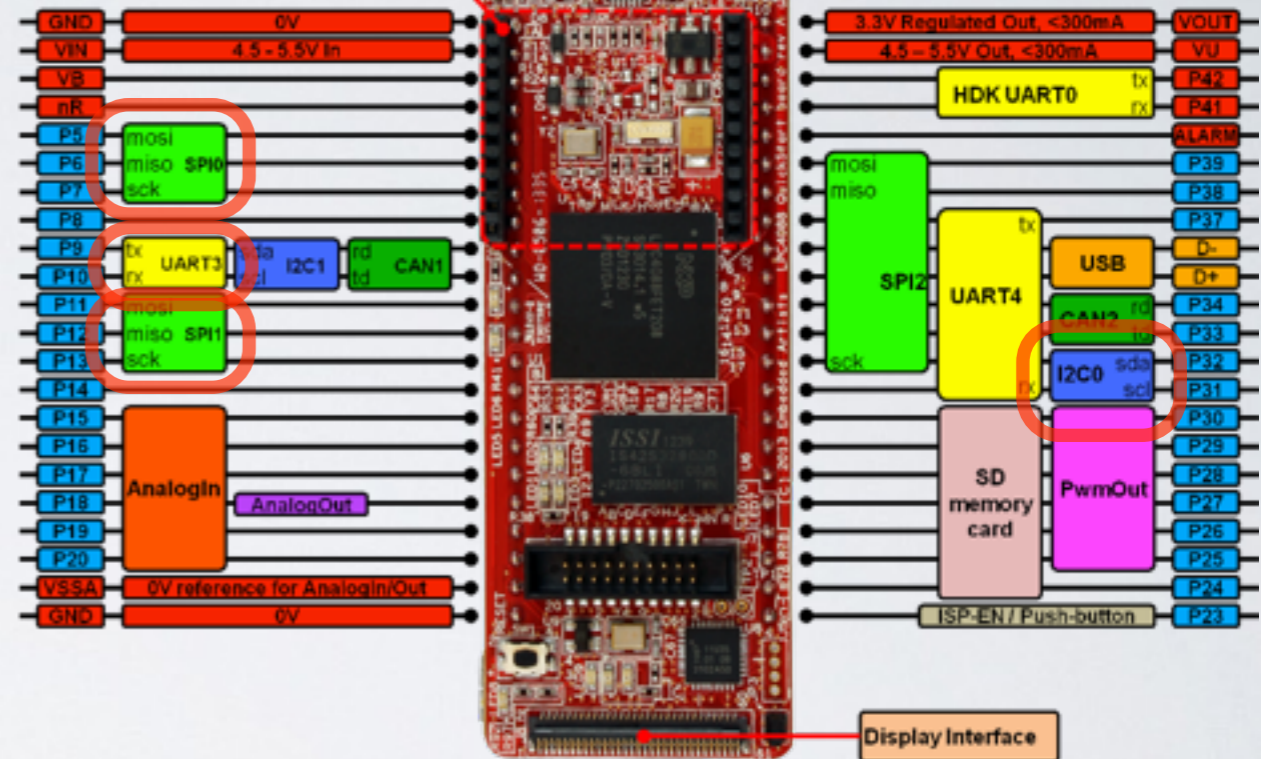 GND 0V
VIN 4.5 - 5.5V In
VB
nR
P5 mosi
P6 miso SPI0
P7 sck
P8
P9 tx UART3 sda I2C1 rd CAN1
P10 rx scl td
P11 mosi
P12 miso SPI1
P13 sck
P14
P15
P16
P17 AnalogIn
P18 AnalogOut
P19
P20
VSSA 0V reference for AnalogIn/Out
GND 0V
ISSI
RESET
3.3V Regulated Out, <300mA VOUT
4.5 – 5.5V Out, <300mA VU
HDK UART0 tx P42
rx P41
ALARM
mosi P39
miso P38
tx P37
SPI2 UART4 USB D-
D+
CAN2 rd P34
td P33
sck I2C0 sda P32
rx scl P31
P30
P29
SD memory card PwmOut P28
P27
P26
P25
P24
ISP-EN / Push-button P23
Display Interface